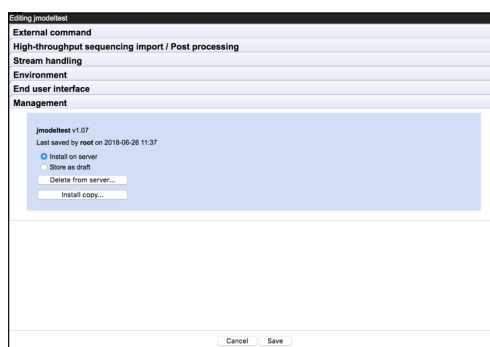 Editing jmodeltest
External command
High-throughput sequencing import / Post processing
Stream handling
Environment
End user interface
Management
jmodeltest v1.07
Last saved by root on 2018-06-26 11:37
Install on server
Store as draft
Delete from server...
Install copy...
Cancel Save